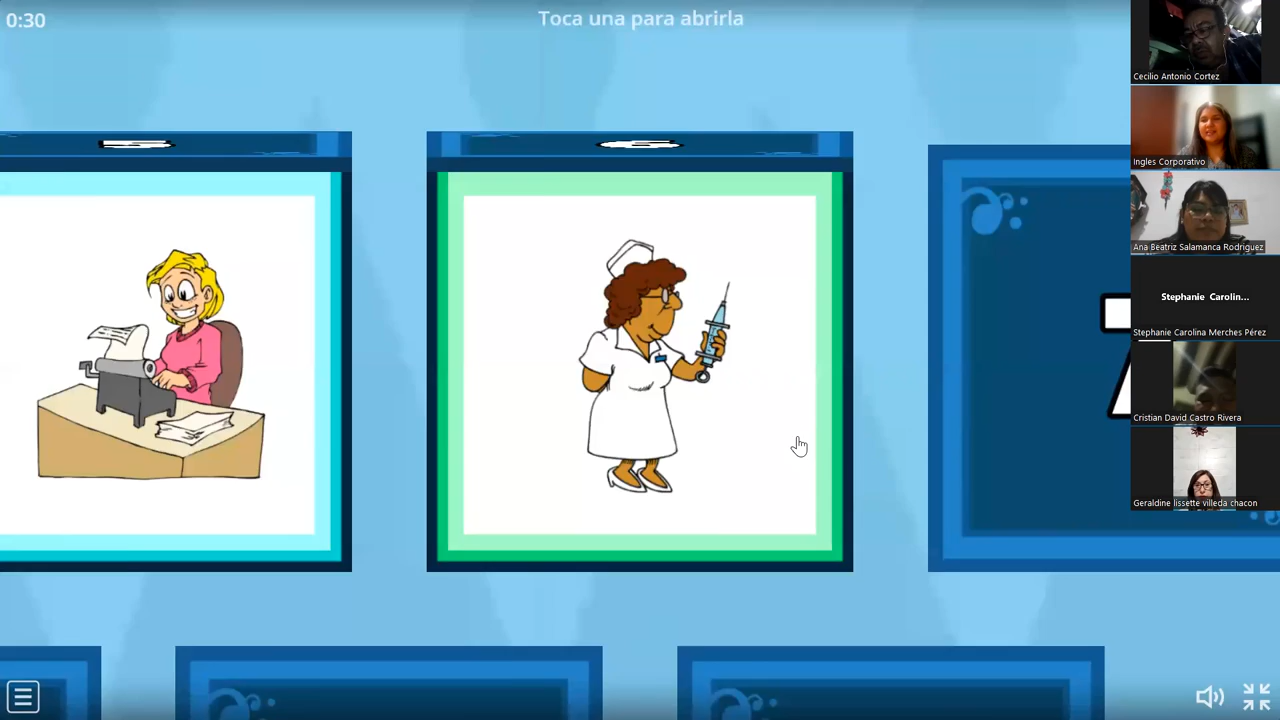 0:30
Toca una para abrirla
Cecilio Antonio Cortez
Ingles Corporativo
Ana Beatriz Salamanca Rodriguez
Stephanie Carolin...
Stephanie Carolina Merches Pérez
Cristian David Castro Rivera
Geraldine lissette villeda chacon